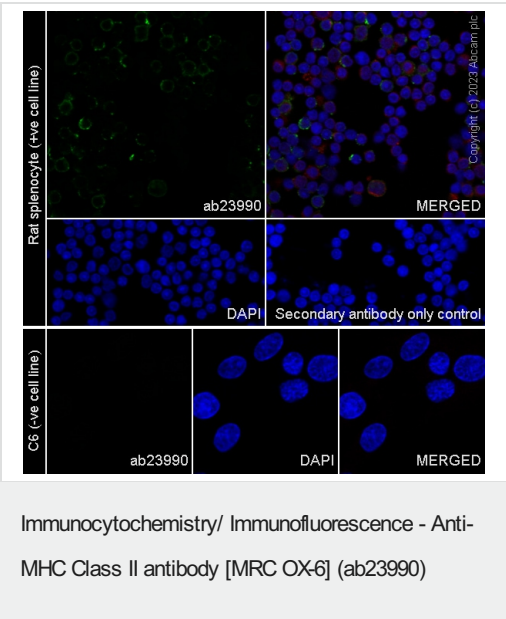 Rat splenocyte (+ve cell line)
ab23990
MERGED
Copyright (c) 2023 Abcam plc
DAPI
Secondary antibody only control
C6 (-ve cell line)
ab23990
DAPI
MERGED
Immunocytochemistry/ Immunofluorescence - Anti-
MHC Class II antibody [MRC OX-6] (ab23990)